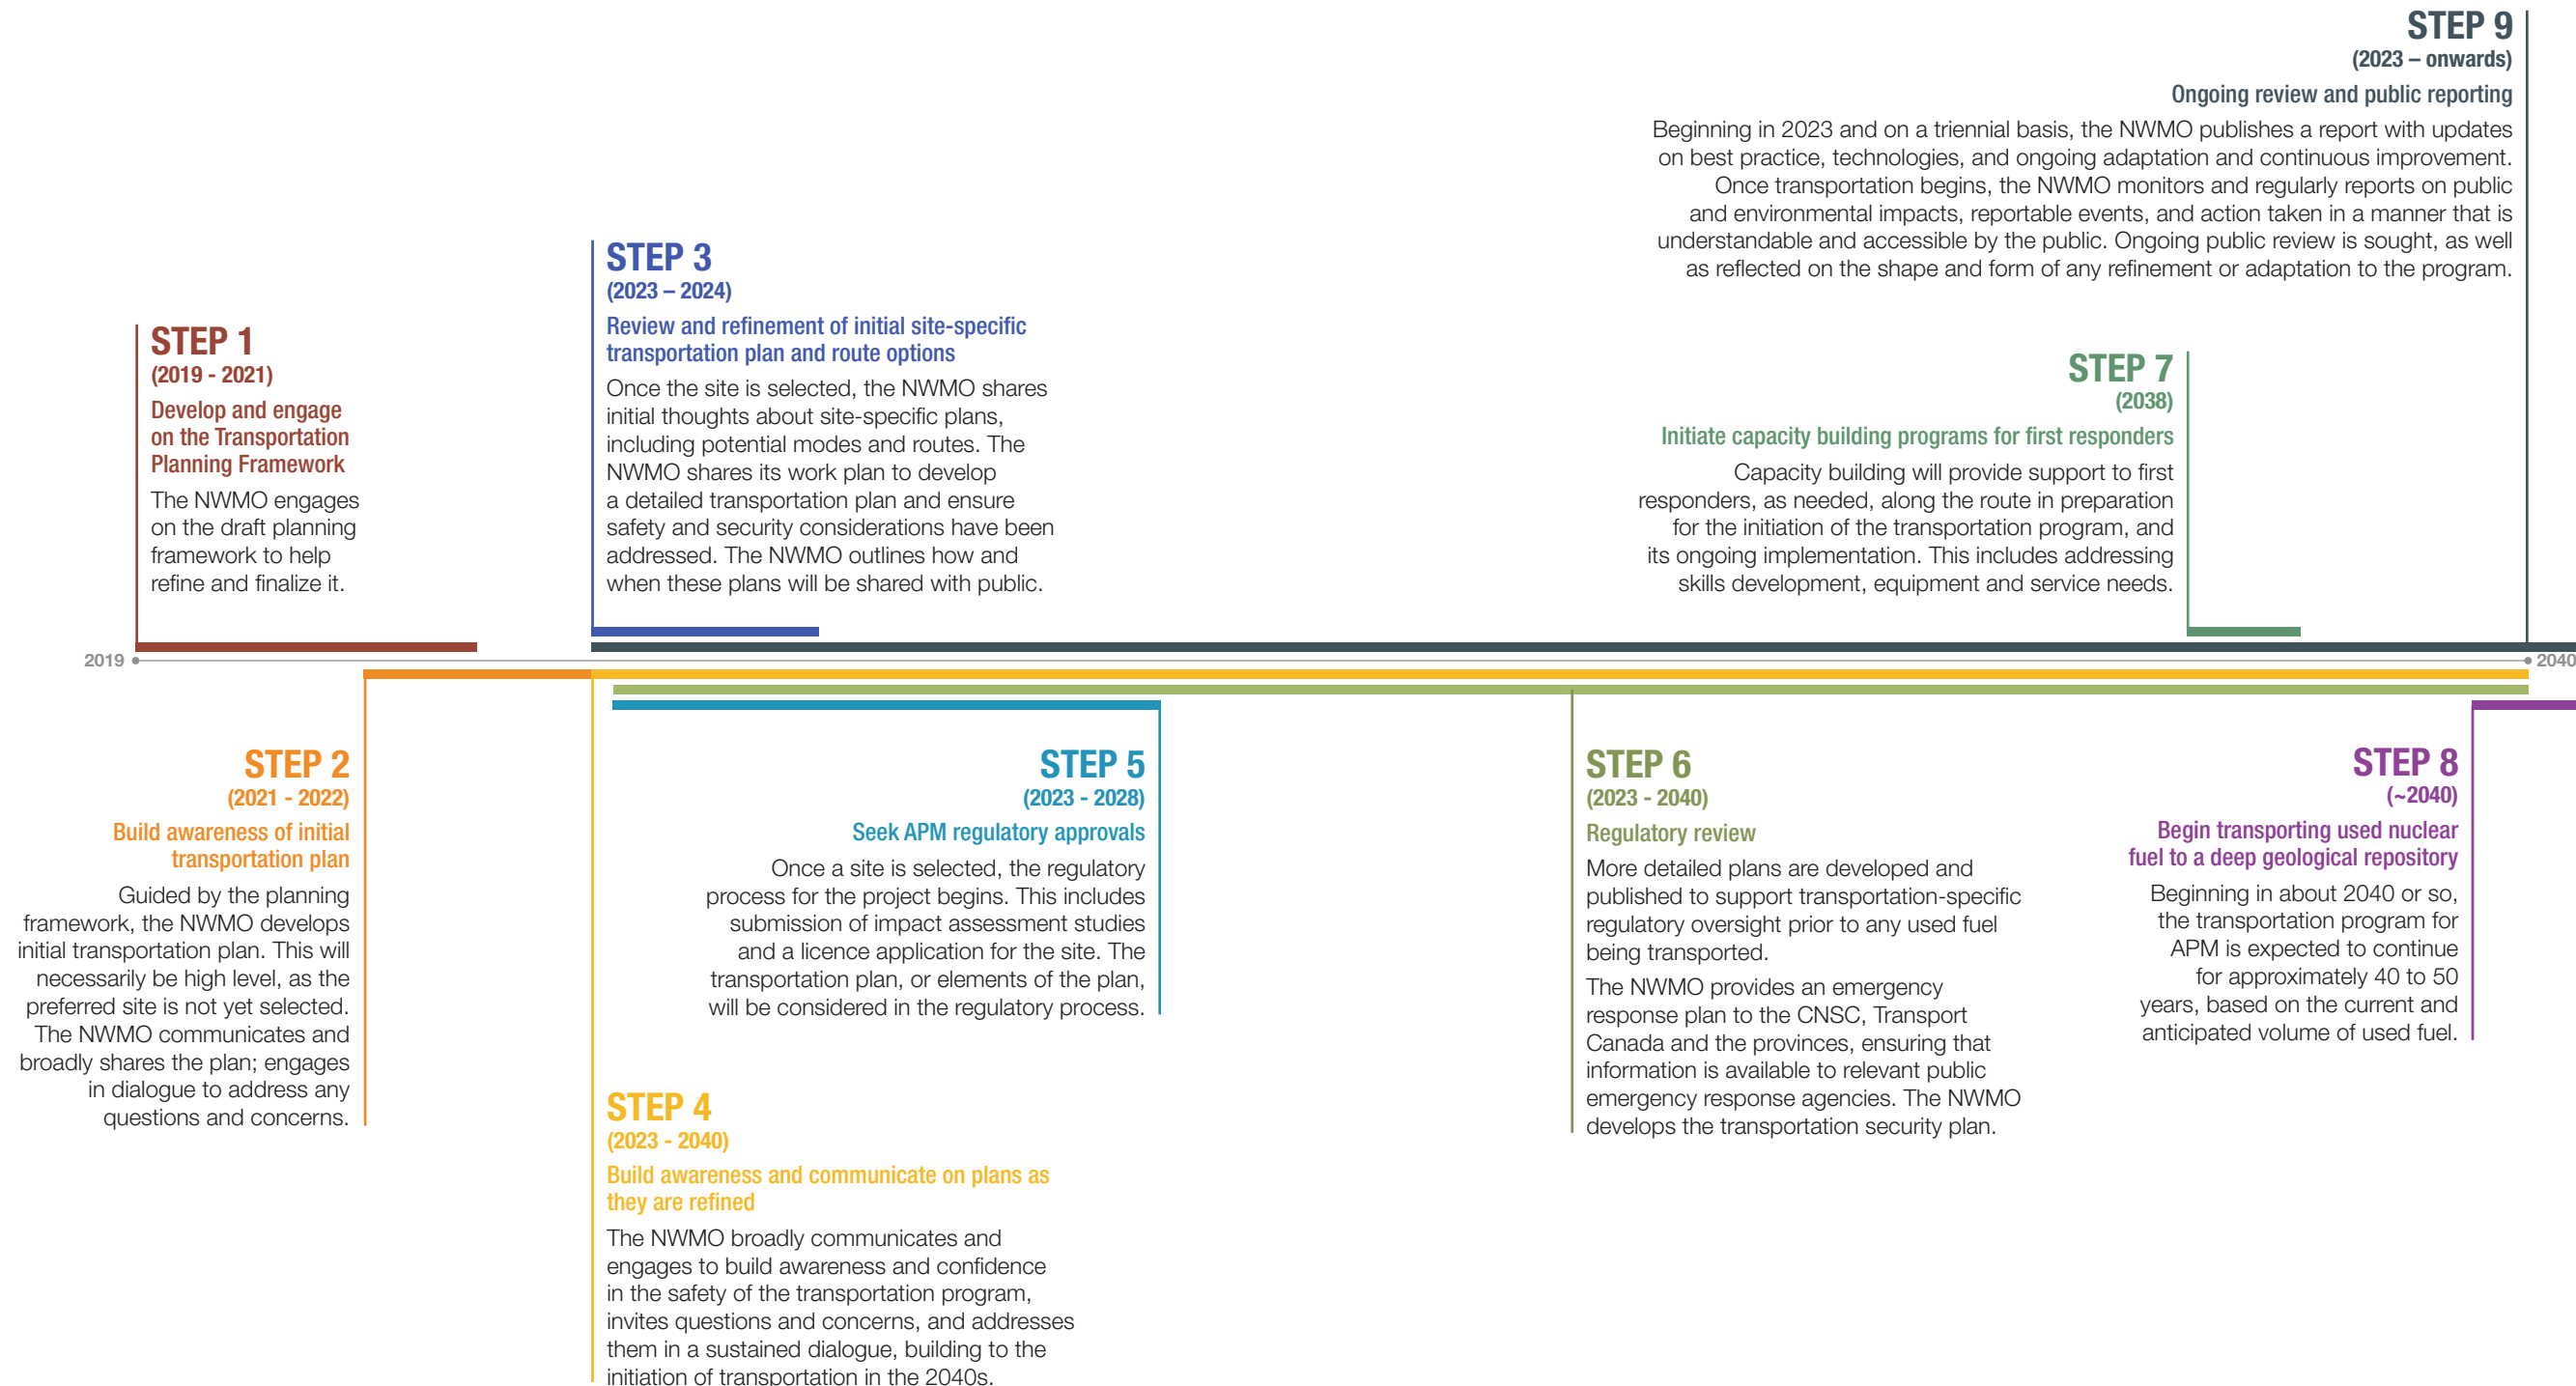 STEP 1
(2019 - 2021)
Develop and engage
on the Transportation
Planning Framework
The NWMO engages
on the draft planning
framework to help
refine and finalize it.
STEP 3
(2023 – 2024)
Review and refinement of initial site-specific
transportation plan and route options
Once the site is selected, the NWMO shares
initial thoughts about site-specific plans,
including potential modes and routes. The
NWMO shares its work plan to develop
a detailed transportation plan and ensure
safety and security considerations have been
addressed. The NWMO outlines how and
when these plans will be shared with public.
STEP 7
(2038)
Initiate capacity building programs for first responders
Capacity building will provide support to first
responders, as needed, along the route in preparation
for the initiation of the transportation program, and
its ongoing implementation. This includes addressing
skills development, equipment and service needs.
STEP 9
(2023 – onwards)
Ongoing review and public reporting
Beginning in 2023 and on a triennial basis, the NWMO publishes a report with updates
on best practice, technologies, and ongoing adaptation and continuous improvement.
Once transportation begins, the NWMO monitors and regularly reports on public
and environmental impacts, reportable events, and action taken in a manner that is
understandable and accessible by the public. Ongoing public review is sought, as well
as reflected on the shape and form of any refinement or adaptation to the program.
2019
2040
STEP 2
(2021 - 2022)
Build awareness of initial
transportation plan
Guided by the planning
framework, the NWMO develops
initial transportation plan. This will
necessarily be high level, as the
preferred site is not yet selected.
The NWMO communicates and
broadly shares the plan; engages
in dialogue to address any
questions and concerns.
STEP 5
(2023 - 2028)
Seek APM regulatory approvals
Once a site is selected, the regulatory
process for the project begins. This includes
submission of impact assessment studies
and a licence application for the site. The
transportation plan, or elements of the plan,
will be considered in the regulatory process.
STEP 4
(2023 - 2040)
Build awareness and communicate on plans as
they are refined
The NWMO broadly communicates and
engages to build awareness and confidence
in the safety of the transportation program,
invites questions and concerns, and addresses
them in a sustained dialogue, building to the
initiation of transportation in the 2040s.
STEP 6
(2023 - 2040)
Regulatory review
More detailed plans are developed and
published to support transportation-specific
regulatory oversight prior to any used fuel
being transported.
The NWMO provides an emergency
response plan to the CNSC, Transport
Canada and the provinces, ensuring that
information is available to relevant public
emergency response agencies. The NWMO
develops the transportation security plan.
STEP 8
(~2040)
Begin transporting used nuclear
fuel to a deep geological repository
Beginning in about 2040 or so,
the transportation program for
APM is expected to continue
for approximately 40 to 50
years, based on the current and
anticipated volume of used fuel.